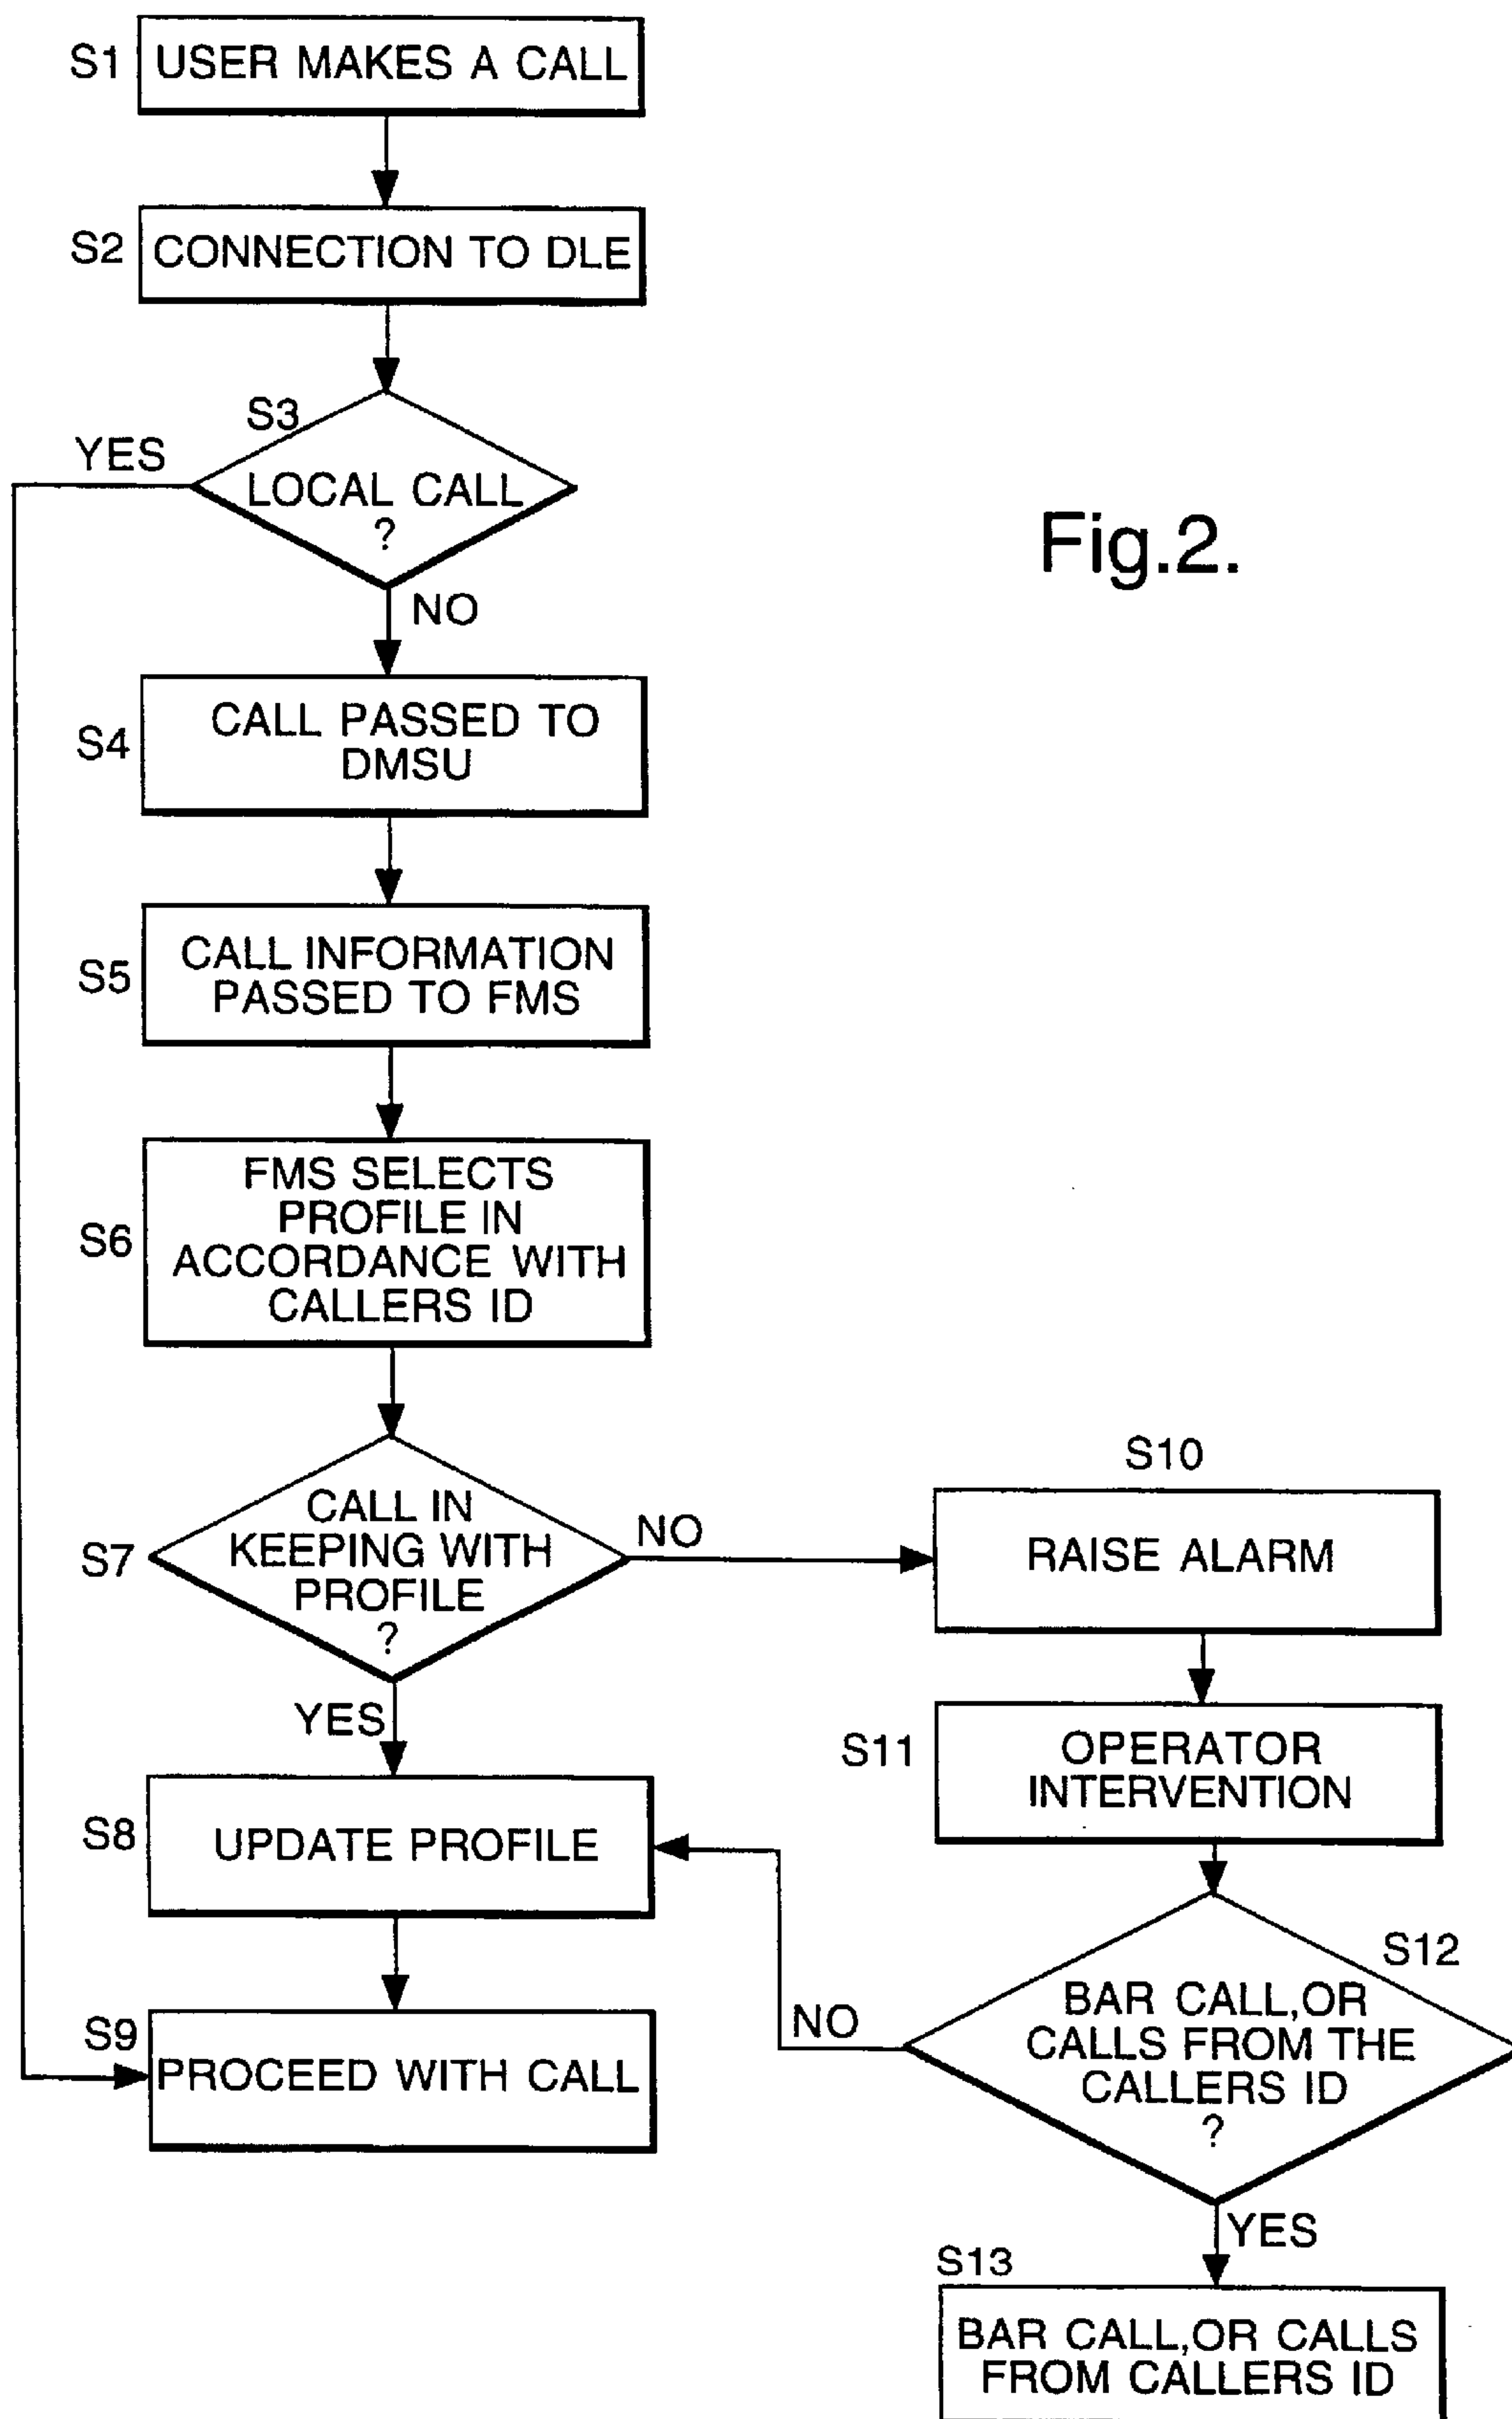 S1
USER MAKES A CALL
S2
CONNECTION TO DLE
S3
YES
LOCAL CALL
?
Fig.2.
NO
S4
CALL PASSED TO
DMSU
S5
CALL INFORMATION
PASSED TO FMS
S6
FMS SELECTS
PROFILE IN
ACCORDANCE WITH
CALLERS ID
S7
CALL IN
KEEPING WITH
PROFILE
?
NO
YES
S10
RAISE ALARM
S11
OPERATOR
INTERVENTION
S8
UPDATE PROFILE
S12
BAR CALL,OR
CALLS FROM THE
CALLERS ID
?
NO
YES
S9
PROCEED WITH CALL
S13
BAR CALL,OR CALLS
FROM CALLERS ID